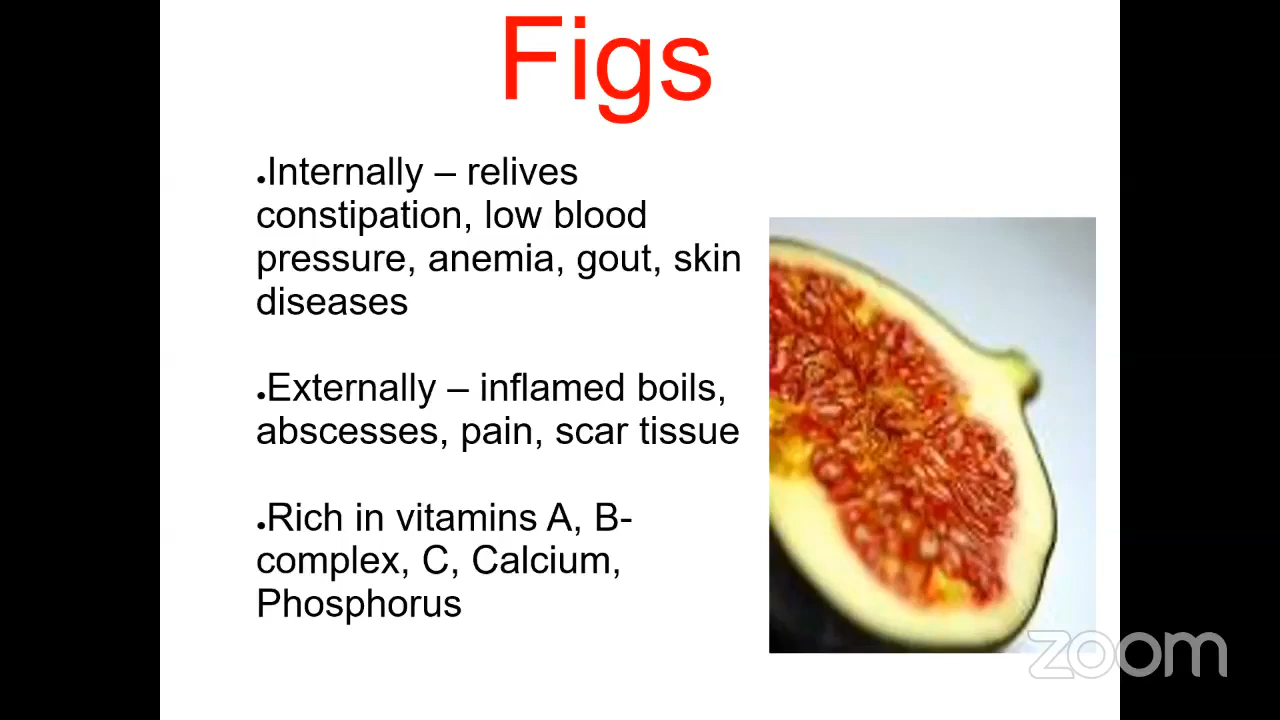 Figs
●Internally – relives
constipation, low blood
pressure, anemia, gout, skin
diseases
●Externally – inflamed boils,
abscesses, pain, scar tissue
●Rich in vitamins A, B-
complex, C, Calcium,
Phosphorus
zoom